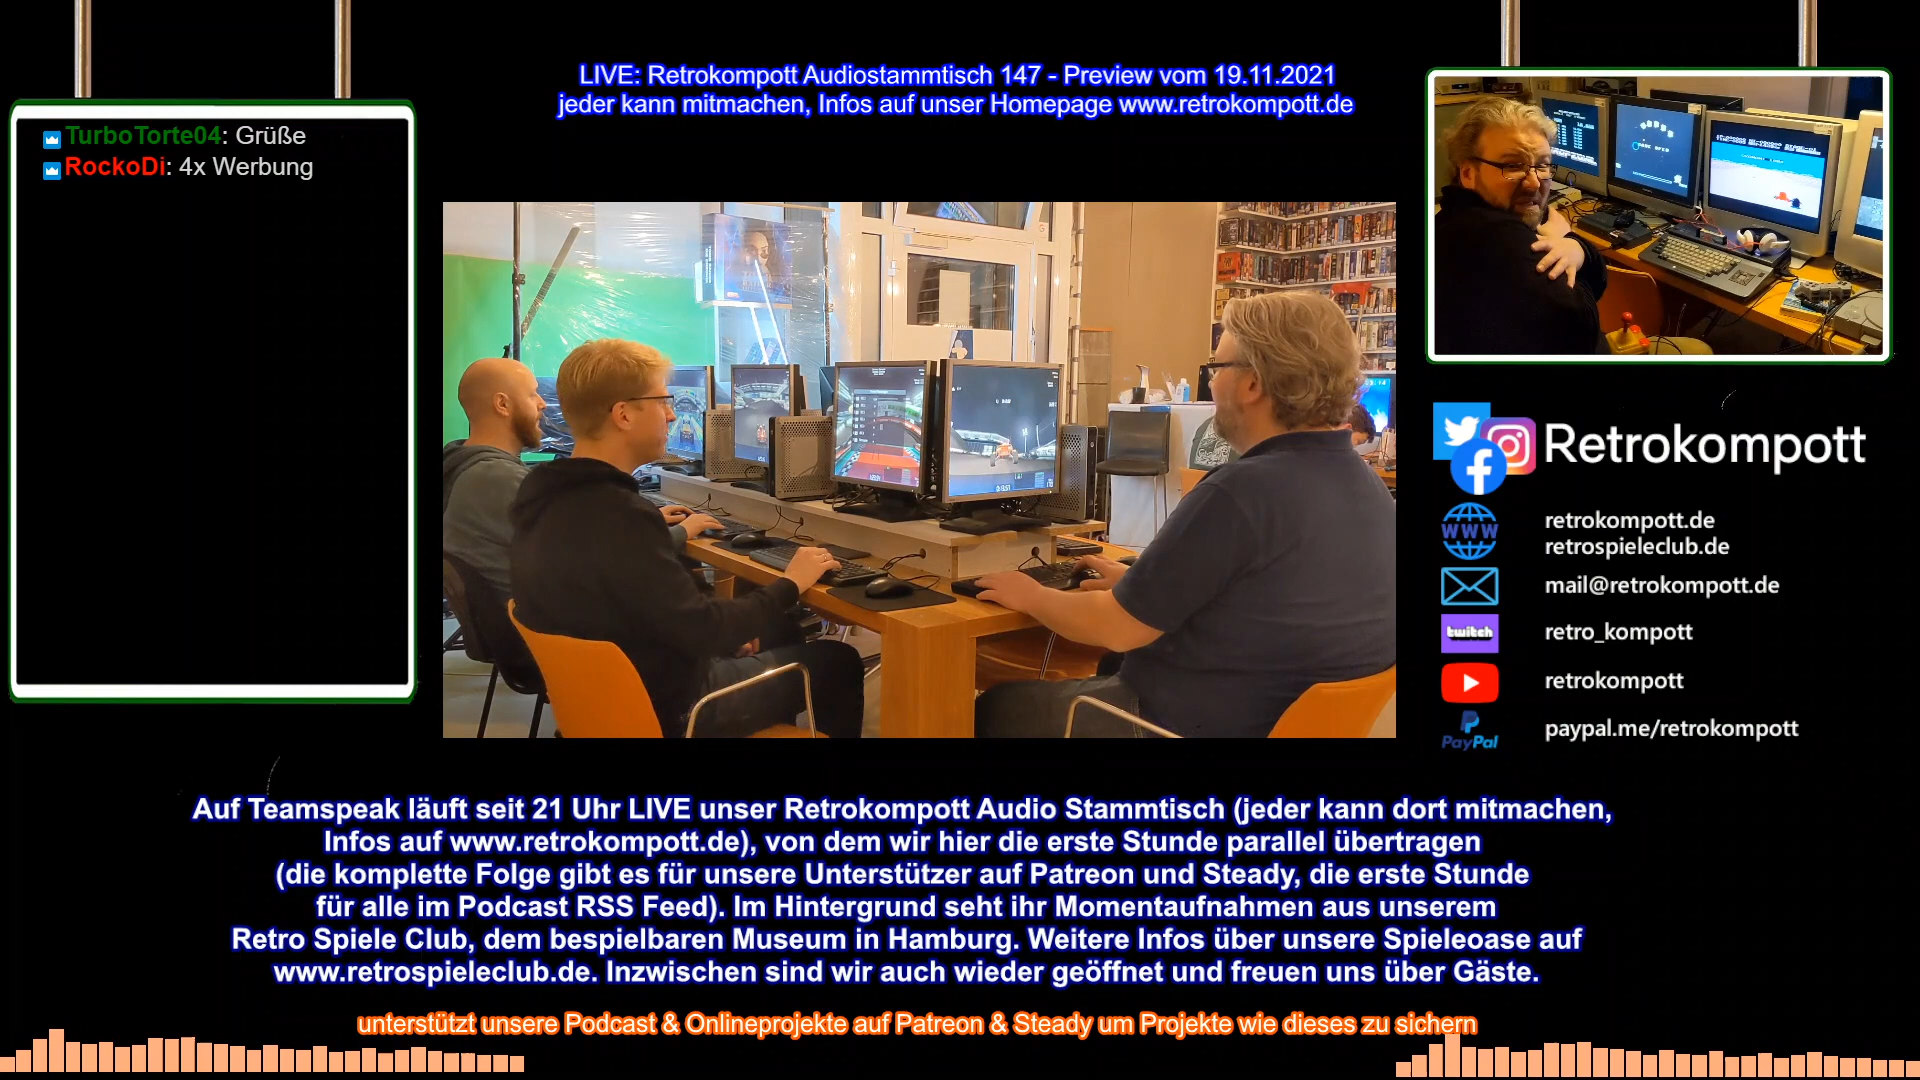 LIVE: Retrokompott Audiostammtisch 147 - Preview vom 19.11.2021
jeder kann mitmachen, Infos auf unser Homepage www.retrokompott.de
TurboTorte04: Grüße
RockoDi: 4x Werbung
Retrokompott
www
retrokompott.de
retrospieleclub.de
mail@retrokompott.de
twitch
retro_kompott
retrokompott
PayPal
paypal.me/retrokompott
Auf Teamspeak läuft seit 21 Uhr LIVE unser Retrokompott Audio Stammtisch (jeder kann dort mitmachen,
Infos auf www.retrokompott.de), von dem wir hier die erste Stunde parallel übertragen
(die komplette Folge gibt es für unsere Unterstützer auf Patreon und Steady, die erste Stunde
für alle im Podcast RSS Feed). Im Hintergrund seht ihr Momentaufnahmen aus unserem
Retro Spiele Club, dem bespielbaren Museum in Hamburg. Weitere Infos über unsere Spieleoase auf
www.retrospieleclub.de. Inzwischen sind wir auch wieder geöffnet und freuen uns über Gäste.
unterstützt unsere Podcast & Onlineprojekte auf Patreon & Steady um Projekte wie dieses zu sichern